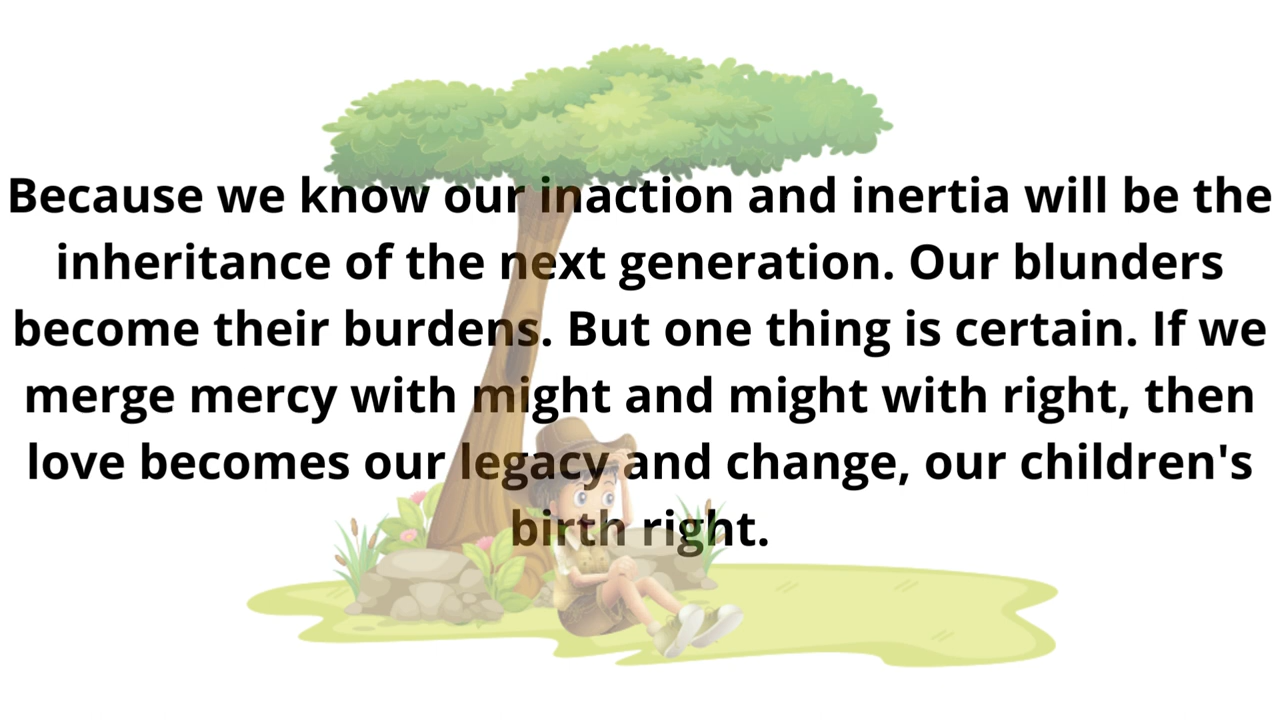 Because we know our inaction and inertia will be the
inheritance of the next generation. Our blunders
become their burdens. But one thing is certain. If we
merge mercy with might and might with right, then
love becomes our legacy and change, our children's
birth right.